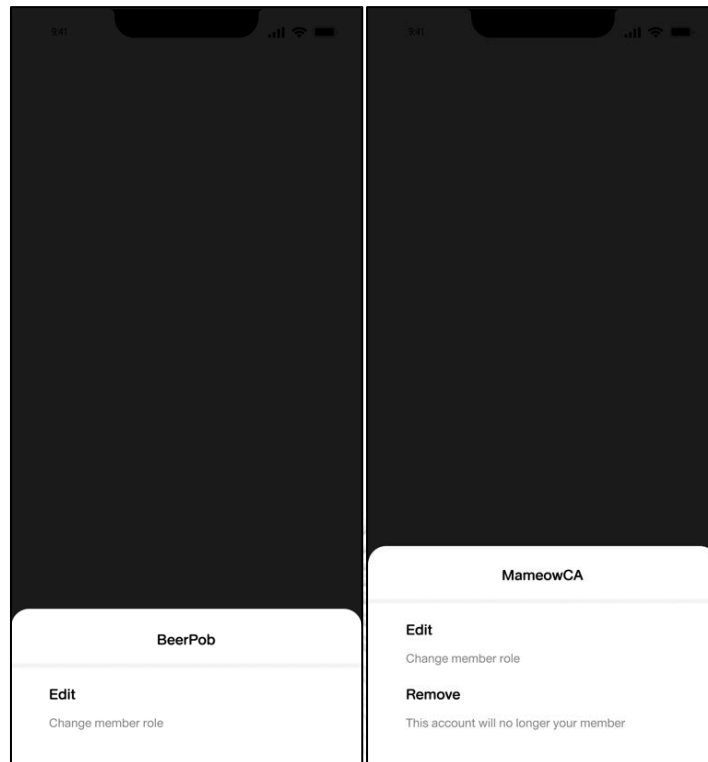 9:41
BeerPob
Edit
Change member role
9:41
MameowCA
Edit
Change member role
Remove
This account will no longer your member